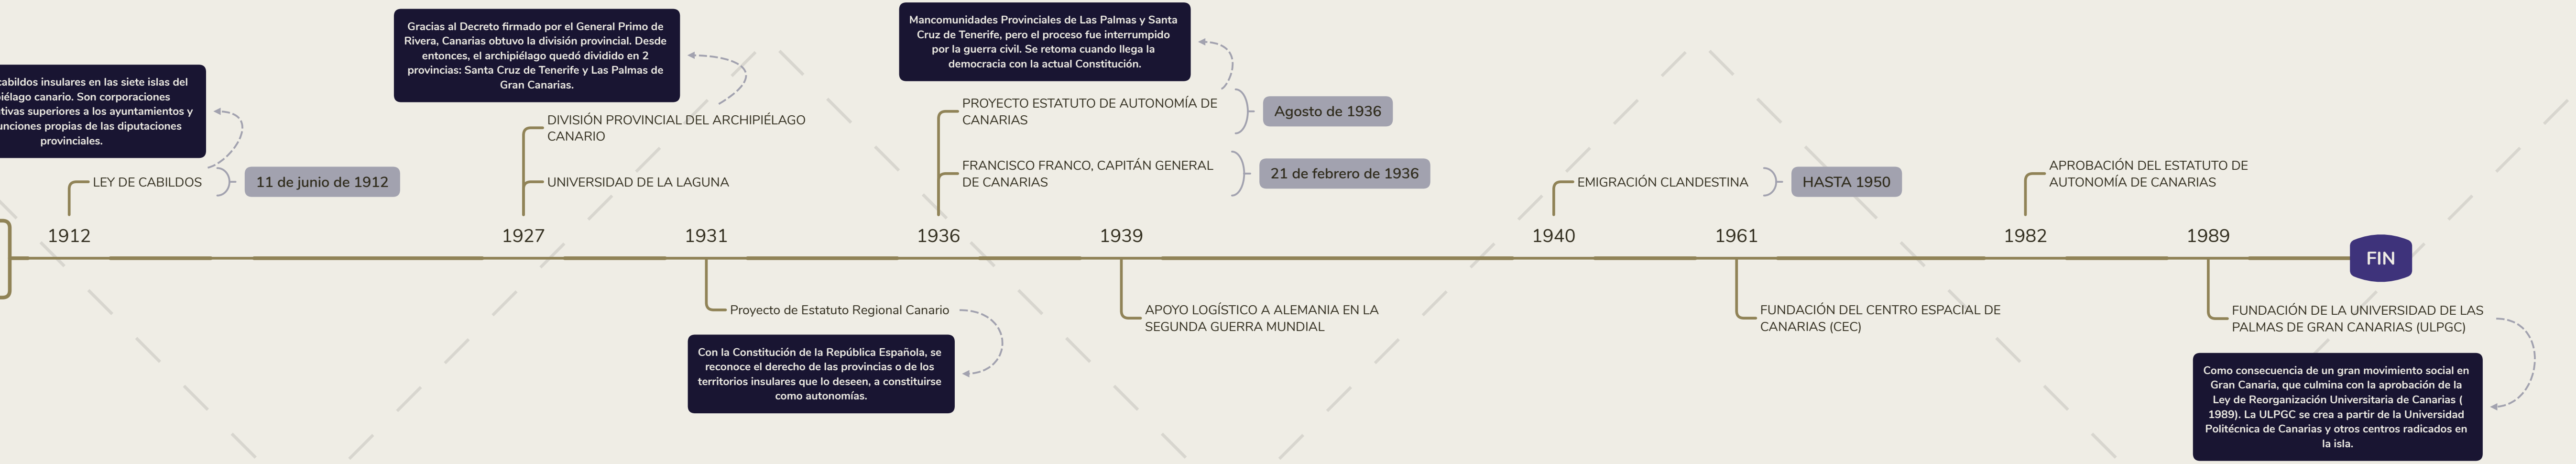 cabildos insulares en las siete islas del
canario. Son corporaciones
superiores a los ayuntamientos y
propias de las diputaciones
provinciales.
LEY DE CABILDOS
11 de junio de 1912
1912
Gracias al Decreto firmado por el General Primo de
Rivera, Canarias obtuvo la división provincial. Desde
entonces, el archipiélago quedó dividido en 2
provincias: Santa Cruz de Tenerife y Las Palmas de
Gran Canarias.
DIVISIÓN PROVINCIAL DEL ARCHIPIÉLAGO
CANARIO
UNIVERSIDAD DE LA LAGUNA
1927
1931
Proyecto de Estatuto Regional Canario
Con la Constitución de la República Española, se
reconoce el derecho de las provincias o de los
territorios insulares que lo deseen, a constituirse
como autonomías.
Mancomunidades Provinciales de Las Palmas y Santa
Cruz de Tenerife, pero el proceso fue interrumpido
por la guerra civil. Se retoma cuando llega la
democracia con la actual Constitución.
PROYECTO ESTATUTO DE AUTONOMÍA DE
CANARIAS
Agosto de 1936
FRANCISCO FRANCO, CAPITÁN GENERAL
DE CANARIAS
21 de febrero de 1936
1936
1939
APOYO LOGÍSTICO A ALEMANIA EN LA
SEGUNDA GUERRA MUNDIAL
EMIGRACIÓN CLANDESTINA
HASTA 1950
1940
1961
FUNDACIÓN DEL CENTRO ESPACIAL DE
CANARIAS (CEC)
APROBACIÓN DEL ESTATUTO DE
AUTONOMÍA DE CANARIAS
1982
1989
FUNDACIÓN DE LA UNIVERSIDAD DE LAS
PALMAS DE GRAN CANARIAS (ULPGC)
Como consecuencia de un gran movimiento social en
Gran Canaria, que culmina con la aprobación de la
Ley de Reorganización Universitaria de Canarias (
1989). La ULPGC se crea a partir de la Universidad
Politécnica de Canarias y otros centros radicados en
la isla.
FIN